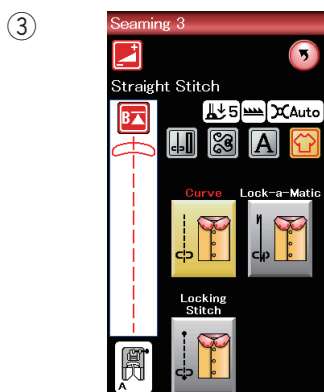 ③
Seaming 3
Straight Stitch
B
5
Auto
A
Curve
Lock-a-Matic
Locking
Stitch
A